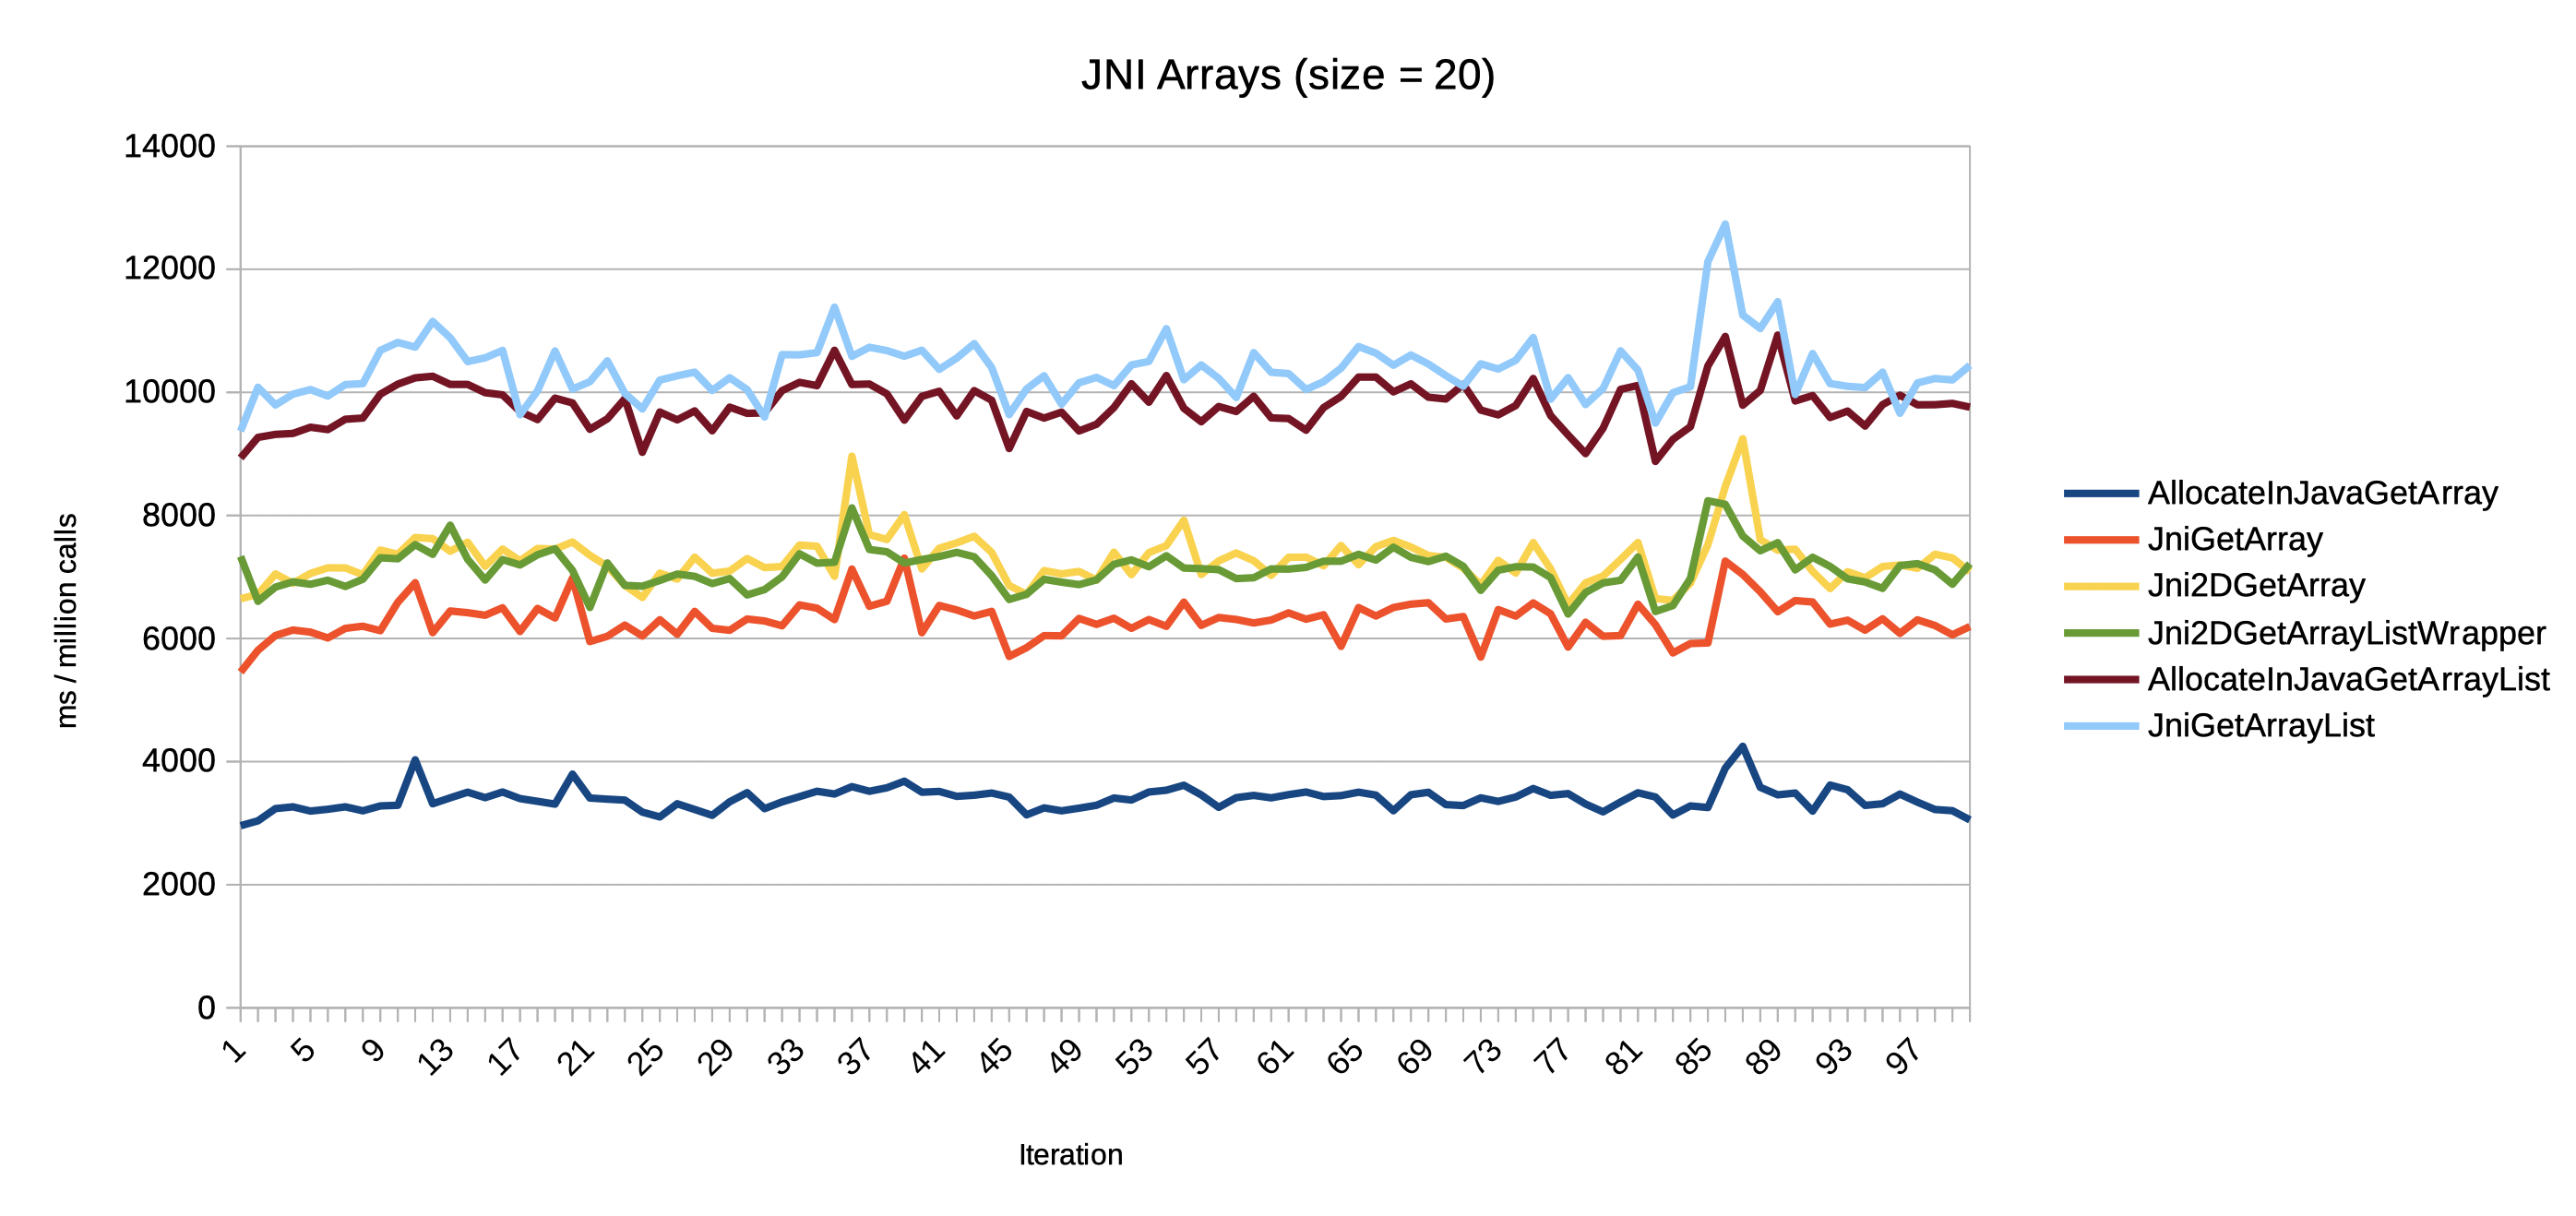 JNI Arrays (size = 20)
14000
12000
10000
8000
6000
4000
2000
0
ms / million calls
1 5 9 13 17 21 25 29 33 37 41 45 49 53 57 61 65 69 73 77 81 85 89 93 97
Iteration
AllocateInJavaGetArray
JniGetArray
Jni2DGetArray
Jni2DGetArrayListWrapper
AllocateInJavaGetArrayList
JniGetArrayList